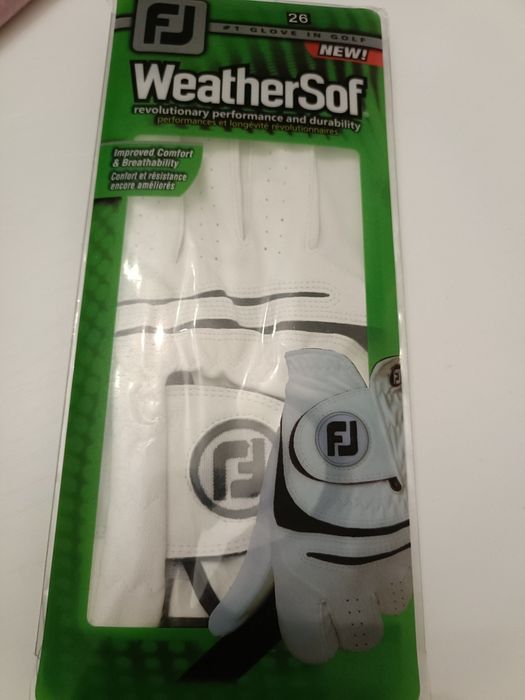 26
FJ
#1 GLOVE IN GOLF
NEW!
WeatherSof
revolutionary performance and durability
performances et longévité révolutionnaires
Improved Comfort
& Breathability
Confort et résistance
encore améliorés
FJ
FJ
FJ